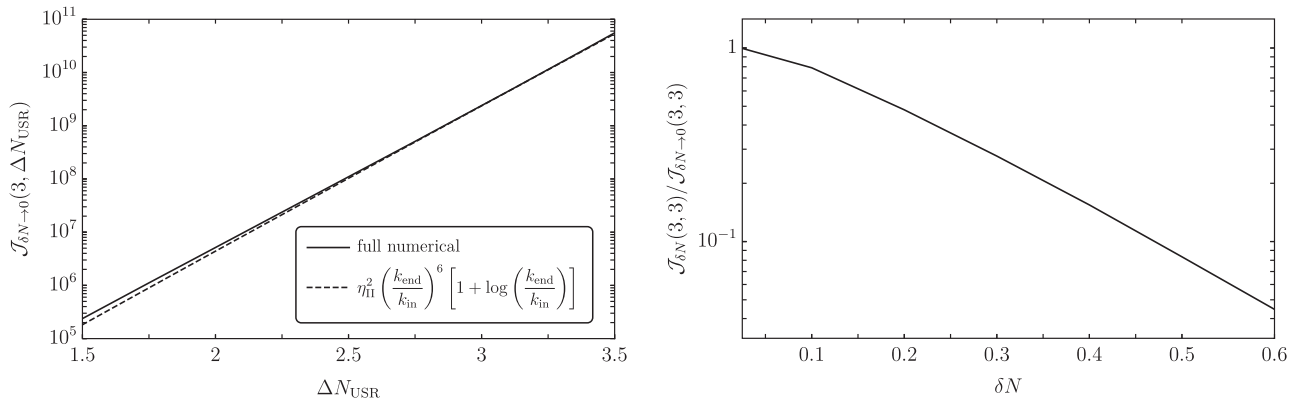 10^11
10^10
10^9
10^8
10^7
10^6
10^5
𝒥_{δN→0}(3, ΔN_USR)
full numerical
η_II^2 (k_end/k_in)^6 [1 + log (k_end/k_in)]
1.5 2 2.5 3 3.5
ΔN_USR
1
10^−1
𝒥_{δN}(3, 3)/𝒥_{δN→0}(3, 3)
0.1 0.2 0.3 0.4 0.5 0.6
δN